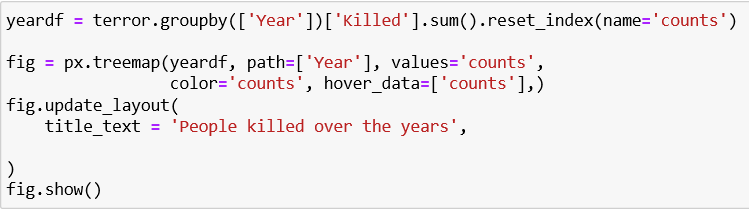 yeardf = terror.groupby(['Year'])['Killed'].sum().reset_index(name='counts')
fig = px.treemap(yeardf, path=['Year'], values='counts',
color='counts', hover_data=['counts'],)
fig.update_layout(
title_text = 'People killed over the years',
)
fig.show()